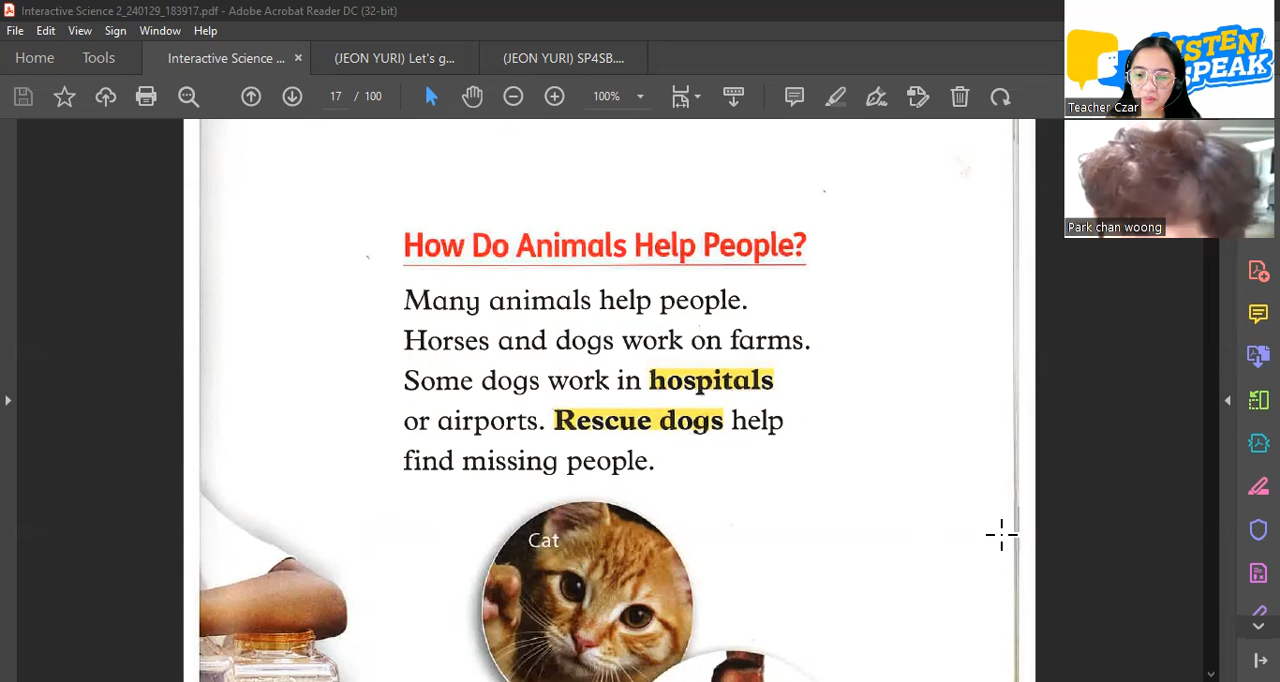 Interactive Science 2_240129_183917.pdf - Adobe Acrobat Reader DC (32-bit)
File Edit View Sign Window Help
Home Tools Interactive Science ... × (JEON YURI) Let's g... (JEON YURI) SP4SB....
17 / 100 100%
LISTEN
SPEAK
Teacher Czar
Park chan woong
How Do Animals Help People?
Many animals help people.
Horses and dogs work on farms.
Some dogs work in hospitals
or airports. Rescue dogs help
find missing people.
Cat